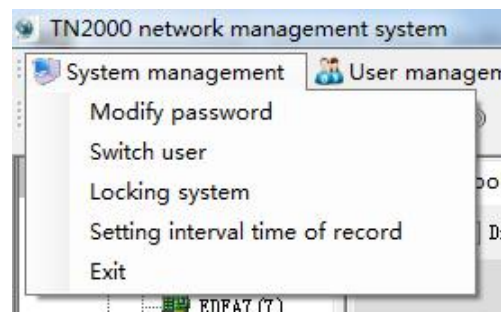 TN2000 network management system
System management
User managem
Modify password
Switch user
Locking system
Setting interval time of record
Exit
EDFA7(7)